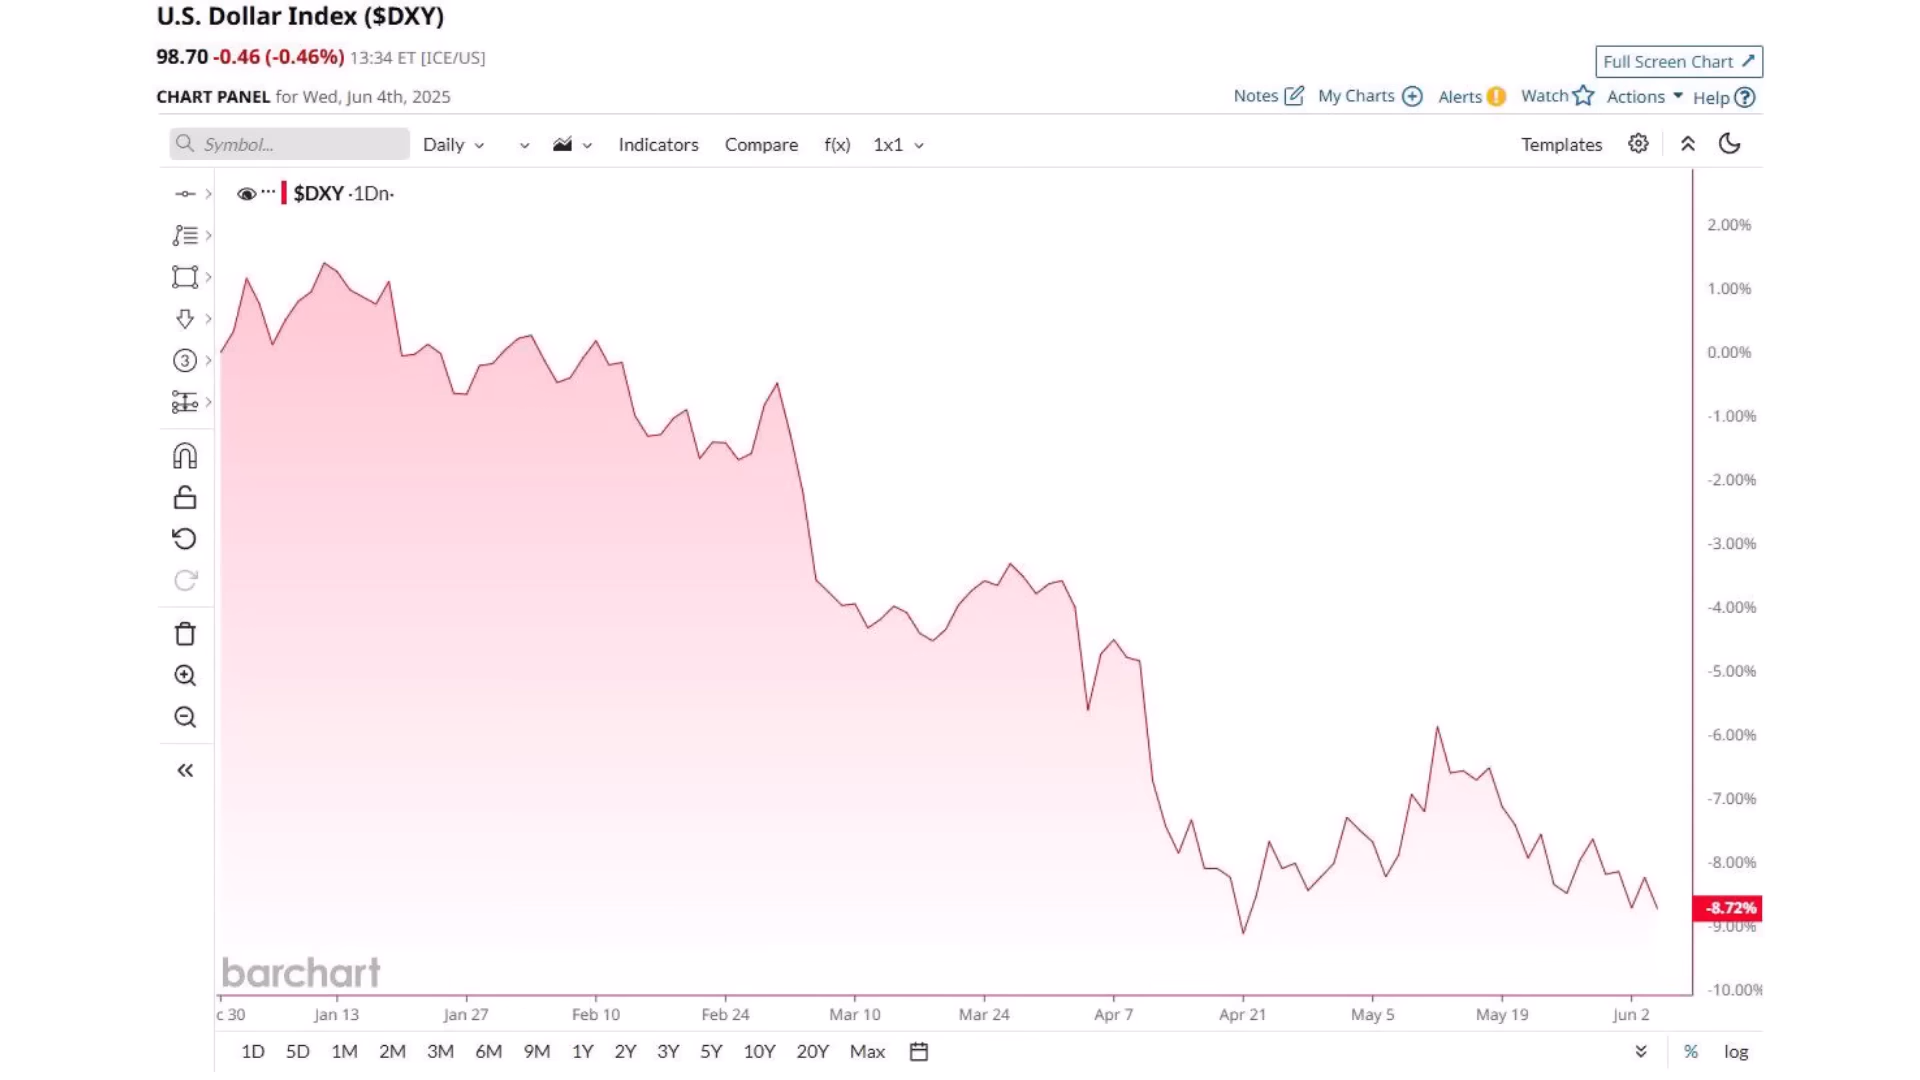 U.S. Dollar Index ($DXY)
98.70 -0.46 (-0.46%) 13:34 ET [ICE/US]
Full Screen Chart
CHART PANEL for Wed, Jun 4th, 2025
Notes My Charts Alerts Watch Actions Help
Symbol... Daily Indicators Compare f(x) 1x1 Templates
$DXY ·1Dn·
3
2.00%
1.00%
0.00%
-1.00%
-2.00%
-3.00%
-4.00%
-5.00%
-6.00%
-7.00%
-8.00%
-8.72%
-9.00%
-10.00%
barchart
c 30 Jan 13 Jan 27 Feb 10 Feb 24 Mar 10 Mar 24 Apr 7 Apr 21 May 5 May 19 Jun 2
1D 5D 1M 2M 3M 6M 9M 1Y 2Y 3Y 5Y 10Y 20Y Max % log